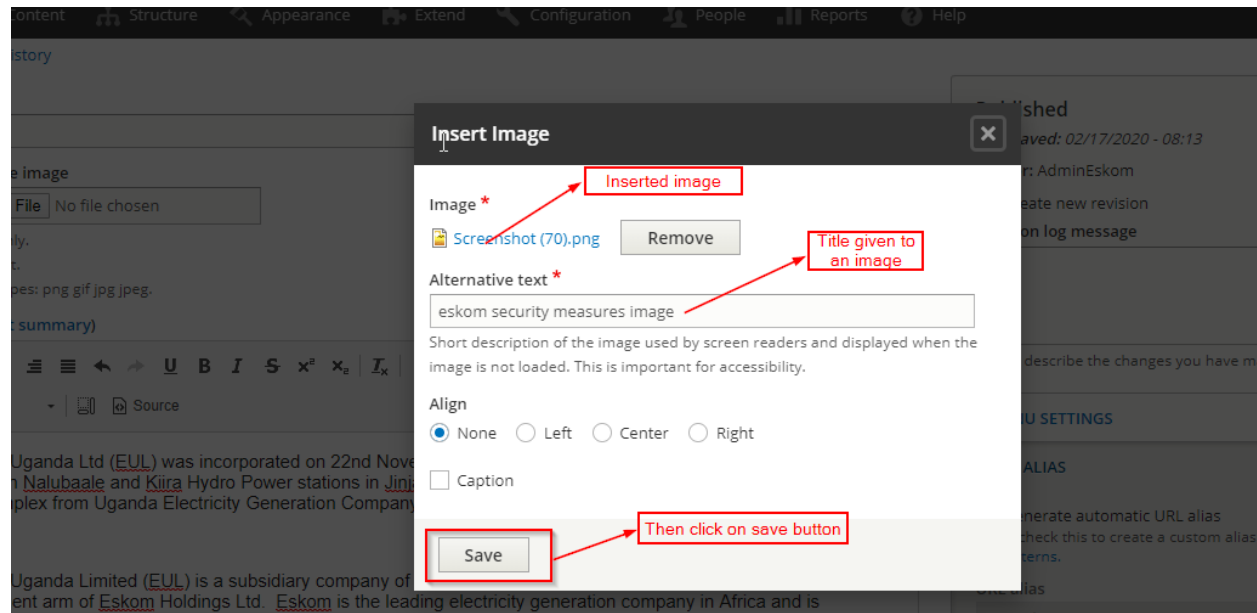 Content Structure Appearance Extend Configuration People Reports Help
istory
Published
aved: 02/17/2020 - 08:13
r: AdminEskom
eate new revision
on log message
e image
File No file chosen
ly.
t.
pes: png gif jpg jpeg.
t summary)
U B I S x² x₂ Tx
Source
Insert Image
Inserted image
Image *
Screenshot (70).png Remove
Title given to
an image
Alternative text *
eskom security measures image
Short description of the image used by screen readers and displayed when the
image is not loaded. This is important for accessibility.
Align
None Left Center Right
Caption
Then click on save button
Save
describe the changes you have m
NU SETTINGS
ALIAS
enerate automatic URL alias
check this to create a custom alias
terns.
URL alias
Uganda Ltd (EUL) was incorporated on 22nd Nove
n Nalubaale and Kiira Hydro Power stations in Jinja
plex from Uganda Electricity Generation Company
Uganda Limited (EUL) is a subsidiary company of
ent arm of Eskom Holdings Ltd. Eskom is the leading electricity generation company in Africa and is